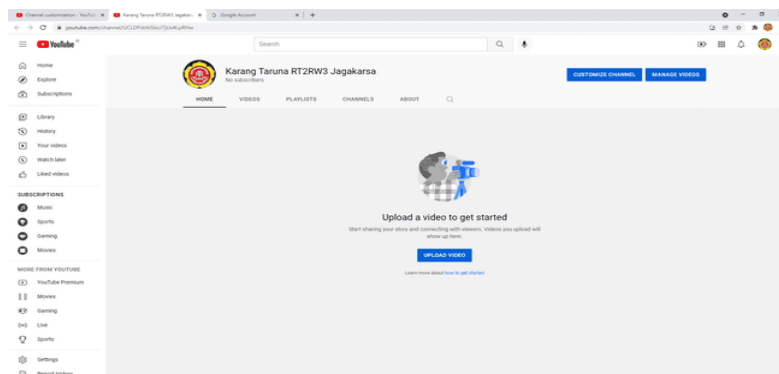 Channel customization - YouTu
Karang Taruna RT2RW3 Jagakar
Google Account
YouTube
Search
Home
Explore
Subscriptions
Library
History
Your videos
Watch later
Liked videos
SUBSCRIPTIONS
Music
Sports
Gaming
Movies
MORE FROM YOUTUBE
YouTube Premium
Movies
Gaming
Live
Sports
Settings
Report history
Karang Taruna RT2RW3 Jagakarsa
No subscribers
CUSTOMIZE CHANNEL
MANAGE VIDEOS
HOME VIDEOS PLAYLISTS CHANNELS ABOUT
Upload a video to get started
Start sharing your story and connecting with viewers. Videos you upload will
show up here.
UPLOAD VIDEO
Learn more about how to get started